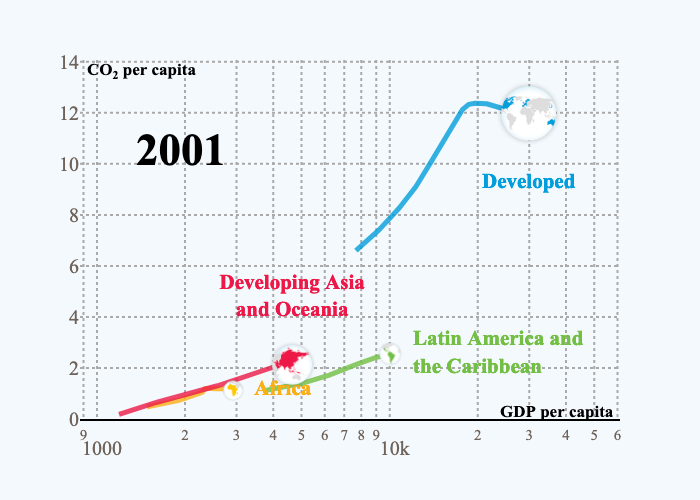 14
CO₂ per capita
12
2001
10
Developed
8
6
Developing Asia
and Oceania
4
Latin America and
the Caribbean
2
Africa
GDP per capita
0
9 2 3 4 5 6 7 8 9 2 3 4 5 6
1000 10k